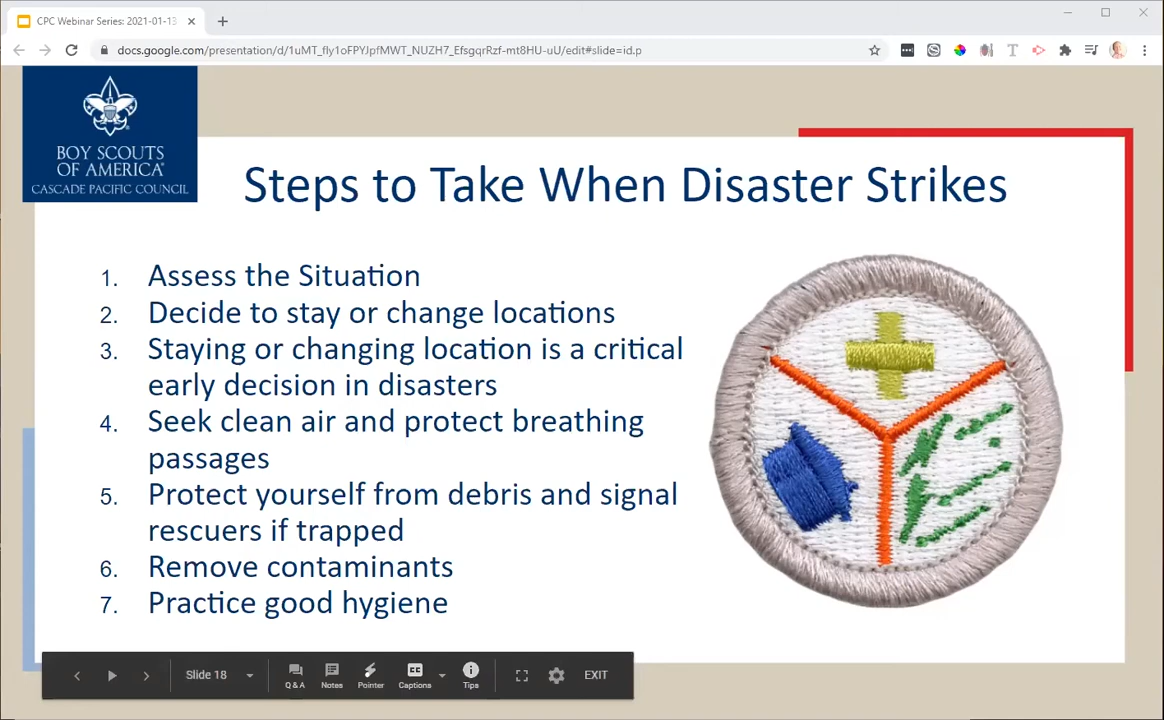 CPC Webinar Series: 2021-01-13
docs.google.com/presentation/d/1uMT_fIy1oFPYJpfMWT_NUZH7_EfsgqrRzf-mt8HU-uU/edit#slide=id.p
BOY SCOUTS
OF AMERICA®
CASCADE PACIFIC COUNCIL
Steps to Take When Disaster Strikes
1. Assess the Situation
2. Decide to stay or change locations
3. Staying or changing location is a critical
early decision in disasters
4. Seek clean air and protect breathing
passages
5. Protect yourself from debris and signal
rescuers if trapped
6. Remove contaminants
7. Practice good hygiene
Slide 18
Q & A Notes Pointer Captions Tips
EXIT